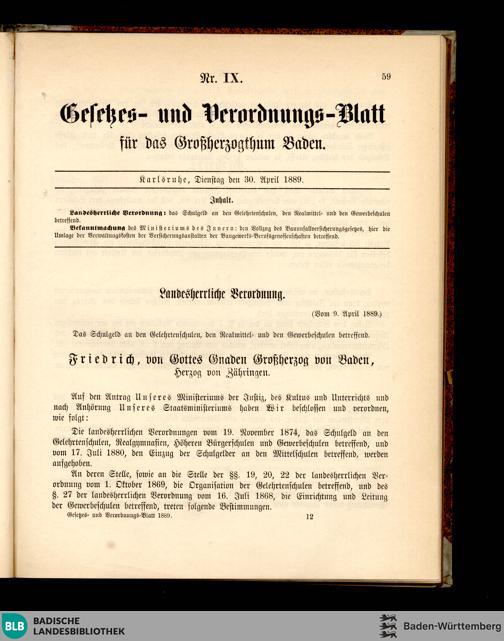 Nr. IX.
59
Gesetzes- und Verordnungs-Blatt
für das Großherzogthum Baden.
Karlsruhe, Dienstag den 30. April 1889.
Inhalt.
Landesherrliche Verordnung: das Schulgeld an den Gelehrtenschulen, den Realmittel- und den Gewerbeschulen
betreffend.
Bekanntmachung des Ministeriums des Innern: den Vollzug des Bauunfallversicherungsgesetzes, hier die
Umlage der Verwaltungskosten der Versicherungsanstalten der Baugewerks-Berufsgenossenschaften betreffend.
Landesherrliche Verordnung.
(Vom 9. April 1889.)
Das Schulgeld an den Gelehrtenschulen, den Realmittel- und den Gewerbeschulen betreffend.
Friedrich, von Gottes Gnaden Großherzog von Baden,
Herzog von Zähringen.
Auf den Antrag Unseres Ministeriums der Justiz, des Kultus und Unterrichts und
nach Anhörung Unseres Staatsministeriums haben Wir beschlossen und verordnen,
wie folgt:
Die landesherrlichen Verordnungen vom 19. November 1874, das Schulgeld an den
Gelehrtenschulen, Realgymnasien, Höheren Bürgerschulen und Gewerbeschulen betreffend, und
vom 17. Juli 1880, den Einzug der Schulgelder an den Mittelschulen betreffend, werden
aufgehoben.
An deren Stelle, sowie an die Stelle der §§. 19, 20, 22 der landesherrlichen Ver-
ordnung vom 1. Oktober 1869, die Organisation der Gelehrtenschulen betreffend, und des
§. 27 der landesherrlichen Verordnung vom 16. Juli 1868, die Einrichtung und Leitung
der Gewerbeschulen betreffend, treten folgende Bestimmungen.
Gesetzes- und Verordnungs-Blatt 1889.
12
BLB BADISCHE
LANDESBIBLIOTHEK
Baden-Württemberg